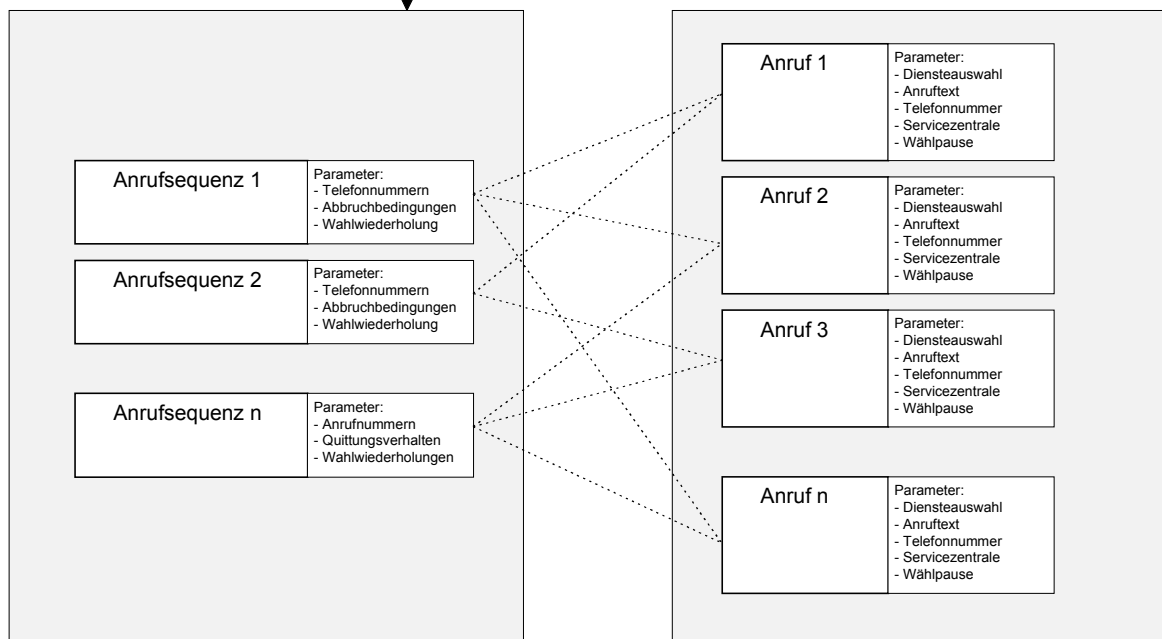 Anrufsequenz 1
Parameter:
- Telefonnummern
- Abbruchbedingungen
- Wahlwiederholung
Anrufsequenz 2
Parameter:
- Telefonnummern
- Abbruchbedingungen
- Wahlwiederholung
Anrufsequenz n
Parameter:
- Anrufnummern
- Quittungsverhalten
- Wahlwiederholungen
Anruf 1
Parameter:
- Diensteauswahl
- Anruftext
- Telefonnummer
- Servicezentrale
- Wählpause
Anruf 2
Parameter:
- Diensteauswahl
- Anruftext
- Telefonnummer
- Servicezentrale
- Wählpause
Anruf 3
Parameter:
- Diensteauswahl
- Anruftext
- Telefonnummer
- Servicezentrale
- Wählpause
Anruf n
Parameter:
- Diensteauswahl
- Anruftext
- Telefonnummer
- Servicezentrale
- Wählpause